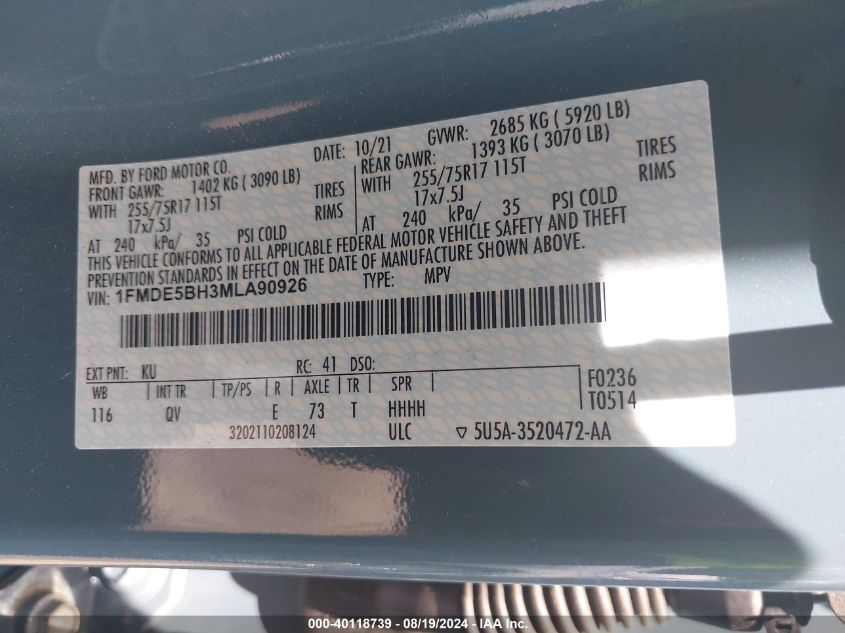 MFD. BY FORD MOTOR CO. DATE: 10/21 GVWR: 2685 KG ( 5920 LB)
FRONT GAWR: 1402 KG ( 3090 LB) REAR GAWR: 1393 KG ( 3070 LB)
WITH 255/75R17 115T TIRES WITH 255/75R17 115T TIRES
17x7.5J RIMS 17x7.5J RIMS
AT 240 kPa/ 35 PSI COLD AT 240 kPa/ 35 PSI COLD
THIS VEHICLE CONFORMS TO ALL APPLICABLE FEDERAL MOTOR VEHICLE SAFETY AND THEFT
PREVENTION STANDARDS IN EFFECT ON THE DATE OF MANUFACTURE SHOWN ABOVE.
VIN: 1FMDE5BH3MLA90926 TYPE: MPV
EXT PNT: KU RC: 41 DSO:
WB INT TR TP/PS R AXLE TR SPR F0236
116 QV E 73 T HHHH T0514
3202110208124 ULC ▽ 5U5A-3520472-AA
000-40118739 - 08/19/2024 - IAA Inc.